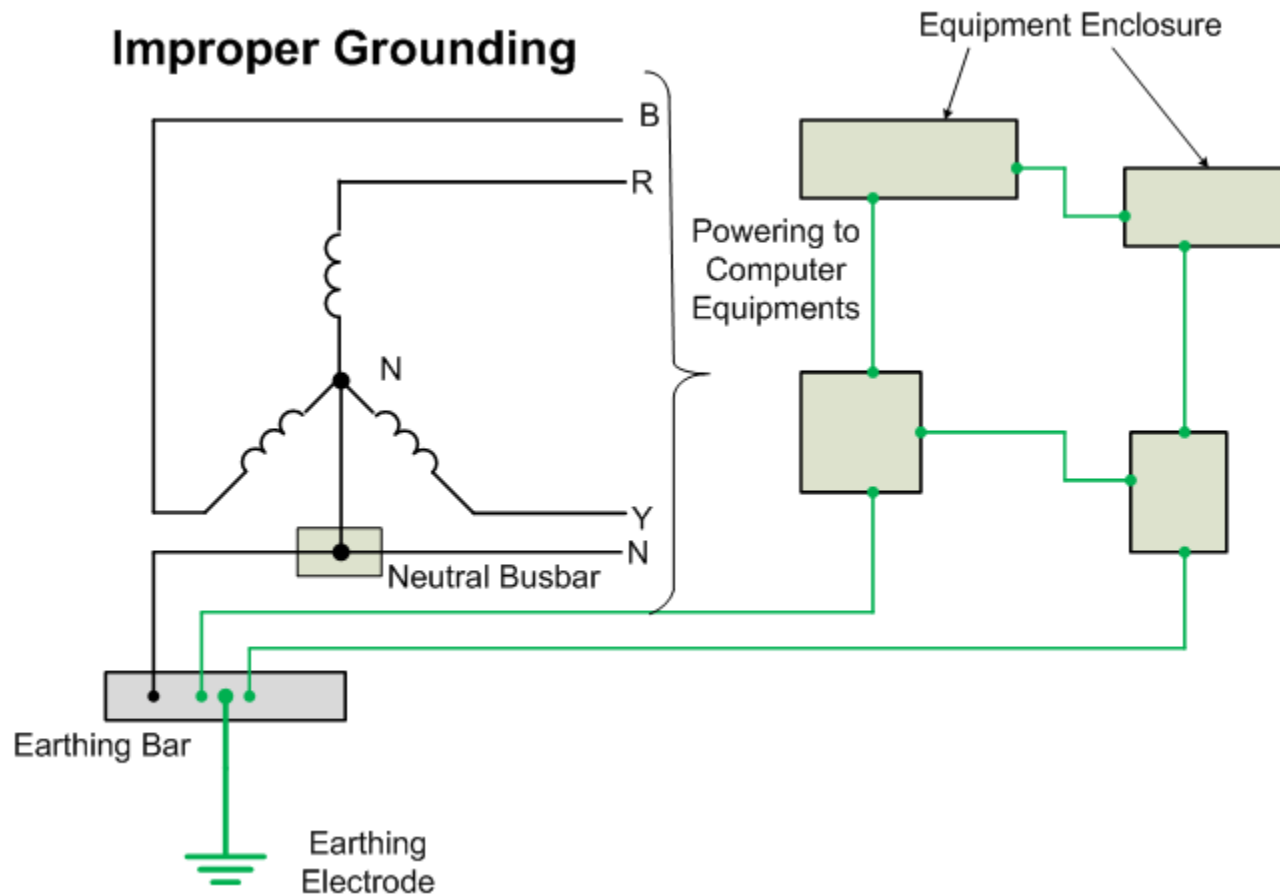 Improper Grounding
Equipment Enclosure
B
R
Powering to
Computer
Equipments
N
Y
N
Neutral Busbar
Earthing Bar
Earthing
Electrode